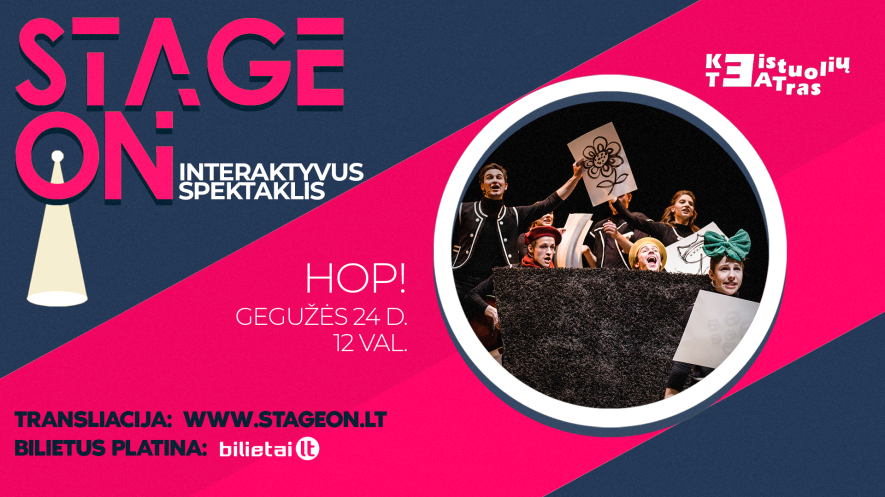 STAGE
ON
INTERAKTYVUS
SPEKTAKLIS
KEistuolių
TEATras
HOP!
GEGUŽĖS 24 D.
12 VAL.
TRANSLIACIJA: WWW.STAGEON.LT
BILIETUS PLATINA: bilietai lt